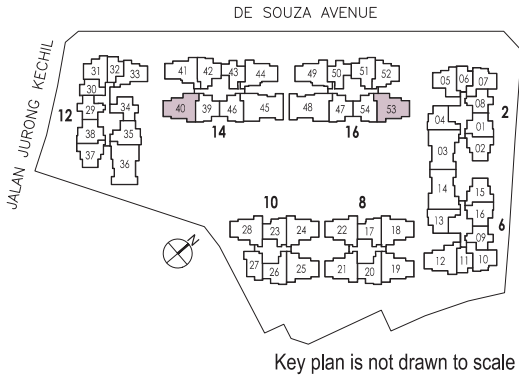 DE SOUZA AVENUE
JALAN JURONG KECHIL
31 32 33
30
29 34
38 35
37 36
12
41 42 43 44
40 39 46 45
14
49 50 51 52
48 47 54 53
16
05 06 07
08
04 01
03 02
2
14 15
13 16
09
12 11 10
6
10
28 23 24
27 26 25
8
22 17 18
21 20 19
N
Key plan is not drawn to scale